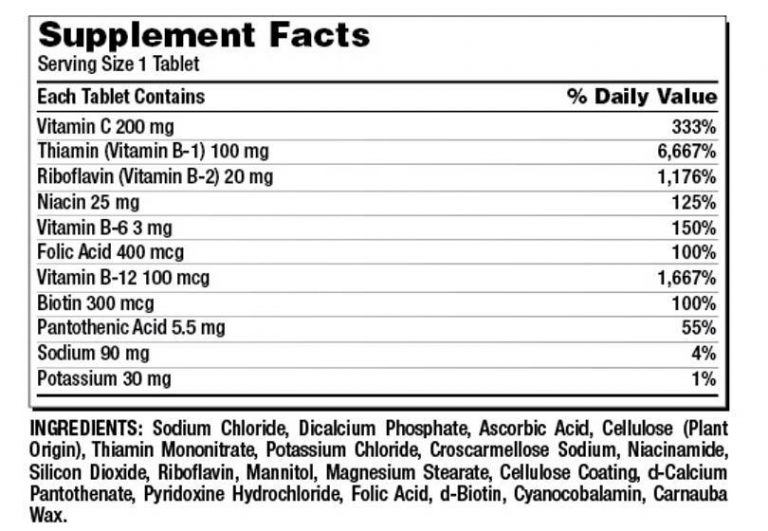 Supplement Facts
Serving Size 1 Tablet
Each Tablet Contains % Daily Value
Vitamin C 200 mg 333%
Thiamin (Vitamin B-1) 100 mg 6,667%
Riboflavin (Vitamin B-2) 20 mg 1,176%
Niacin 25 mg 125%
Vitamin B-6 3 mg 150%
Folic Acid 400 mcg 100%
Vitamin B-12 100 mcg 1,667%
Biotin 300 mcg 100%
Pantothenic Acid 5.5 mg 55%
Sodium 90 mg 4%
Potassium 30 mg 1%
INGREDIENTS: Sodium Chloride, Dicalcium Phosphate, Ascorbic Acid, Cellulose (Plant
Origin), Thiamin Mononitrate, Potassium Chloride, Croscarmellose Sodium, Niacinamide,
Silicon Dioxide, Riboflavin, Mannitol, Magnesium Stearate, Cellulose Coating, d-Calcium
Pantothenate, Pyridoxine Hydrochloride, Folic Acid, d-Biotin, Cyanocobalamin, Carnauba
Wax.